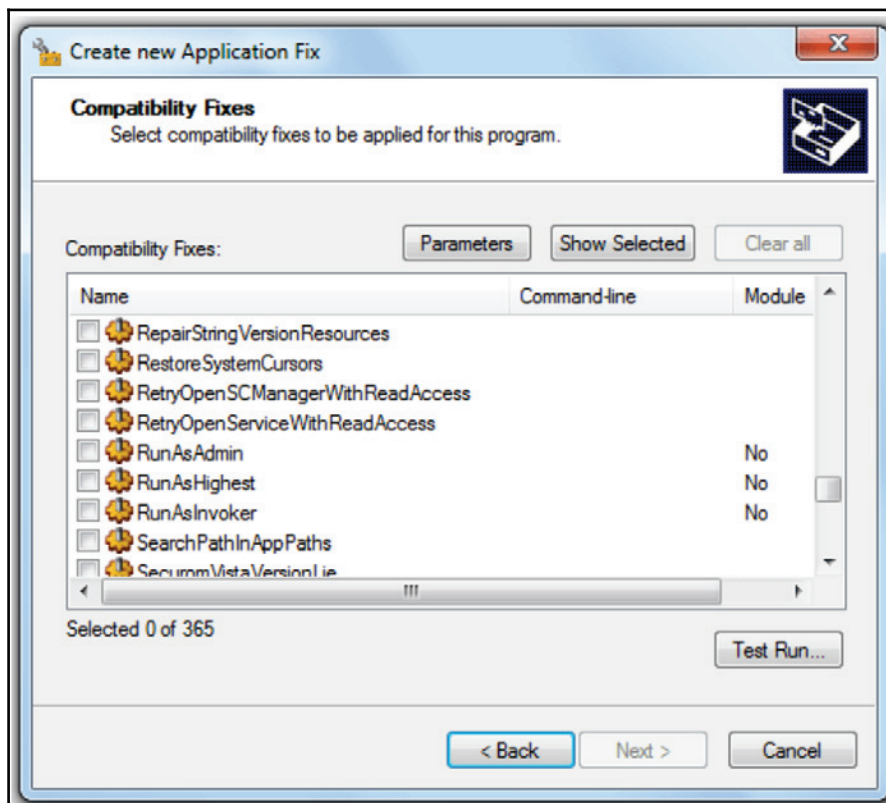 Create new Application Fix
Compatibility Fixes
Select compatibility fixes to be applied for this program.
Compatibility Fixes: Parameters Show Selected Clear all
Name Command-line Module
RepairStringVersionResources
RestoreSystemCursors
RetryOpenSCManagerWithReadAccess
RetryOpenServiceWithReadAccess
RunAsAdmin No
RunAsHighest No
RunAsInvoker No
SearchPathInAppPaths
SecuromVistaVersionLie
Selected 0 of 365
Test Run...
< Back Next > Cancel